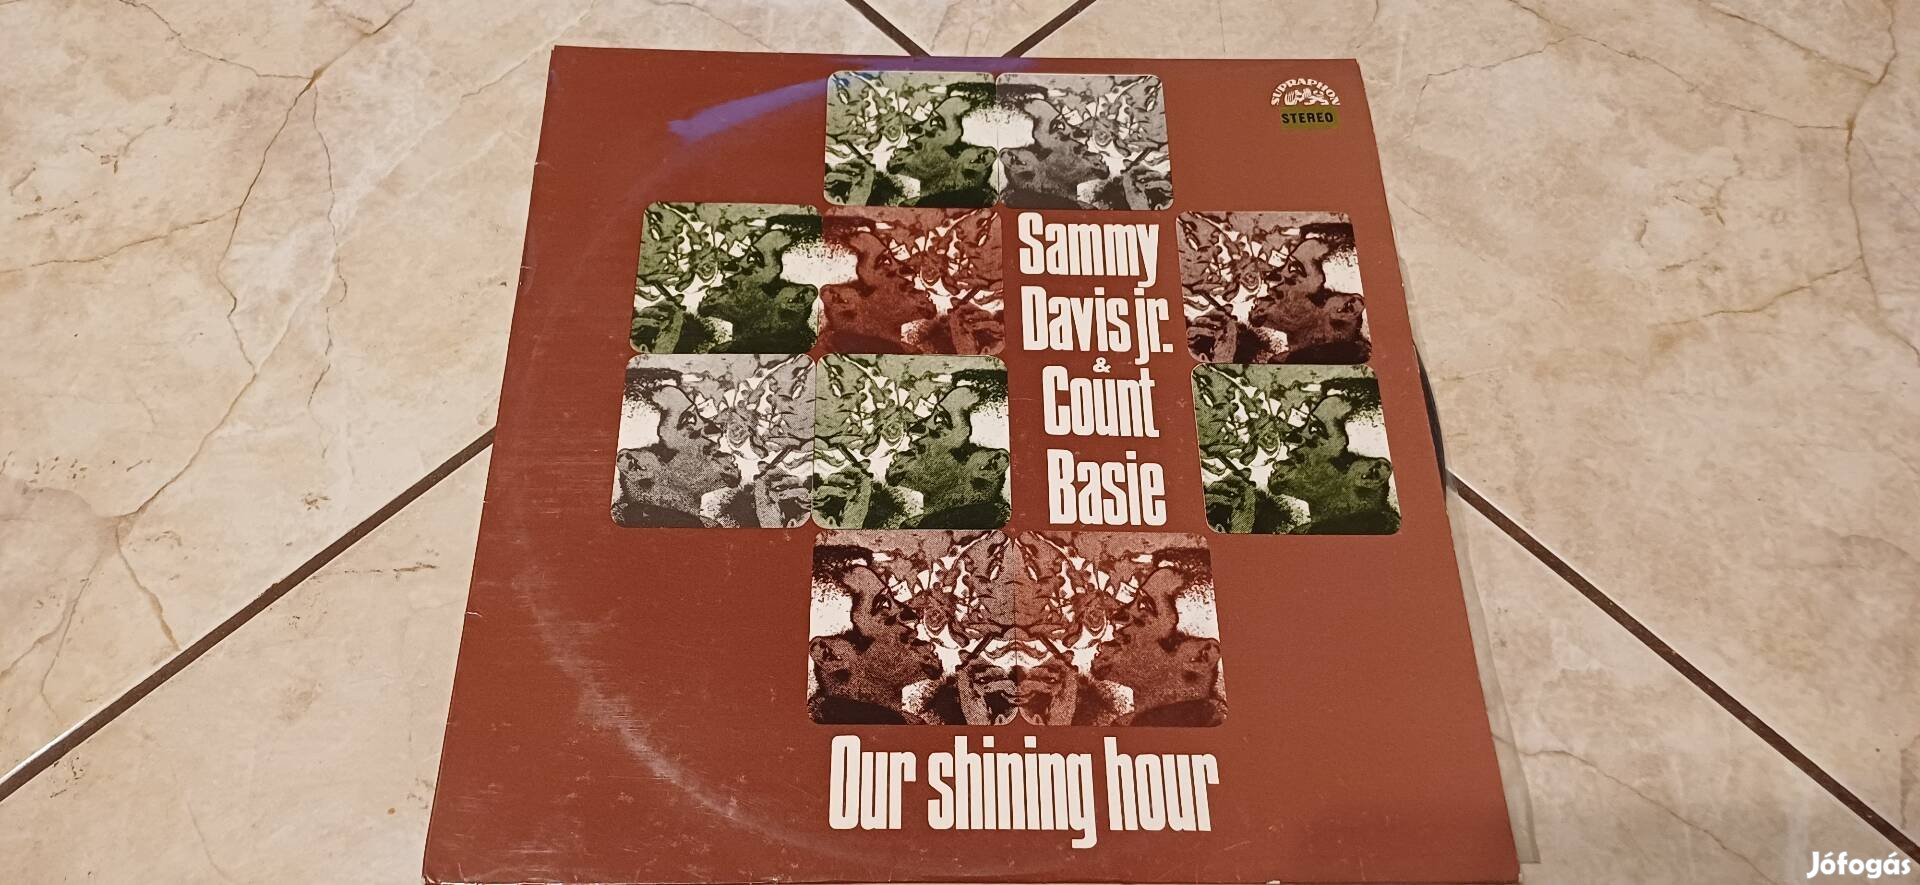 SUPRAPHON
STEREO
Sammy
Davis jr.
&
Count
Basie
Our shining hour
Jófogás